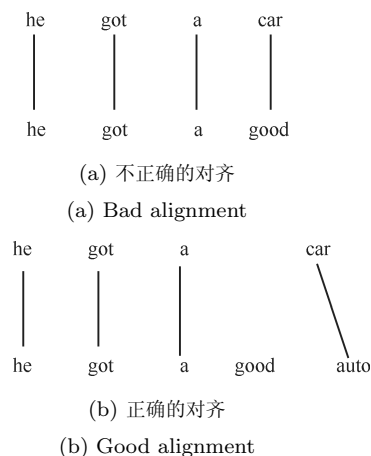 he got a car
he got a good
(a) 不正确的对齐
(a) Bad alignment
he got a car
he got a good auto
(b) 正确的对齐
(b) Good alignment